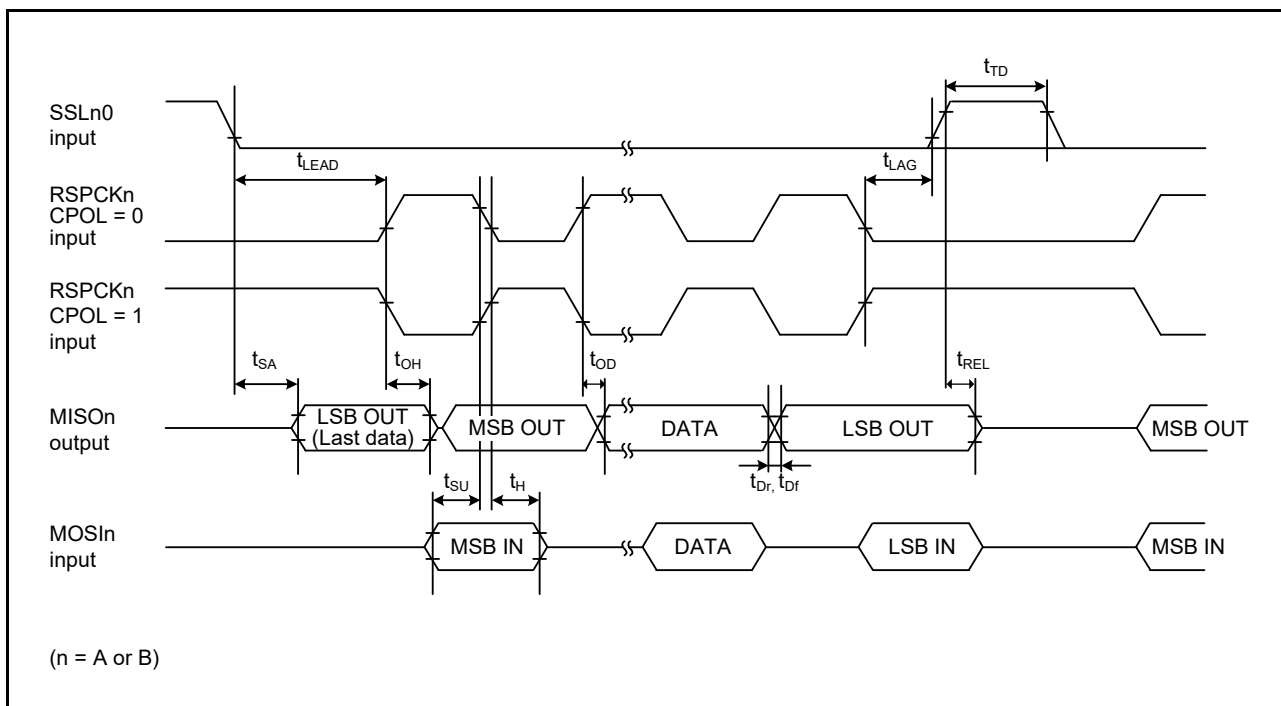 tTD
SSLn0
input
tLEAD
tLAG
RSPCKn
CPOL = 0
input
RSPCKn
CPOL = 1
input
tSA
tOH
tOD
tREL
MISOn
output
LSB OUT
(Last data)
MSB OUT
DATA
LSB OUT
MSB OUT
tSU
tH
tDr, tDf
MOSIn
input
MSB IN
DATA
LSB IN
MSB IN
(n = A or B)